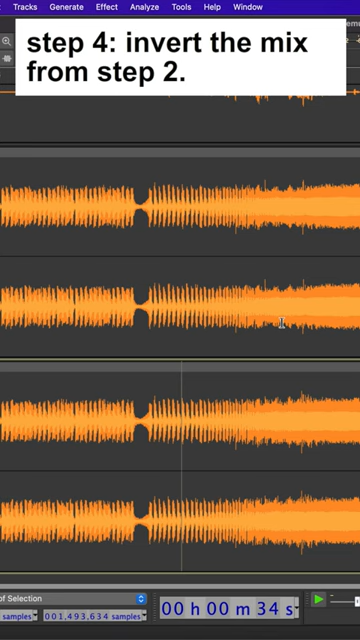 Tracks Generate Effect Analyze Tools Help Window
step 4: invert the mix
from step 2.
of Selection
samples 001,493,634 samples
00 h 00 m 34 s